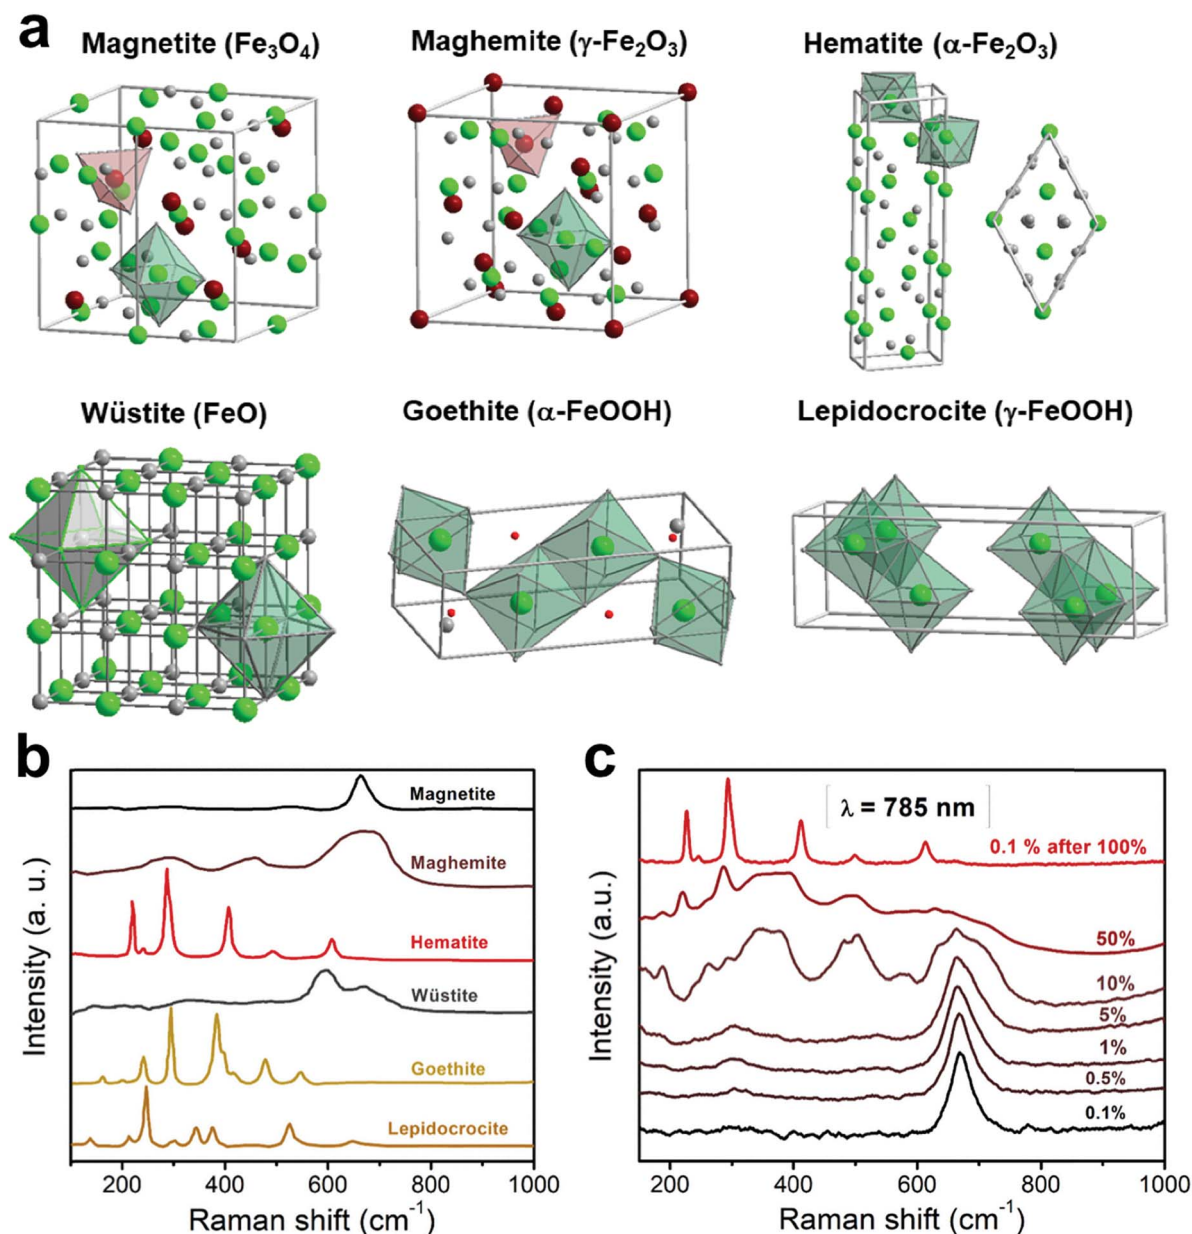 a
Magnetite (Fe₃O₄)
Maghemite (γ-Fe₂O₃)
Hematite (α-Fe₂O₃)
Wüstite (FeO)
Goethite (α-FeOOH)
Lepidocrocite (γ-FeOOH)
b
Magnetite
Maghemite
Hematite
Wüstite
Goethite
Lepidocrocite
Intensity (a. u.)
200
400
600
800
1000
Raman shift (cm⁻¹)
c
λ = 785 nm
0.1 % after 100%
50%
10%
5%
1%
0.5%
0.1%
Intensity (a.u.)
200
400
600
800
1000
Raman shift (cm⁻¹)